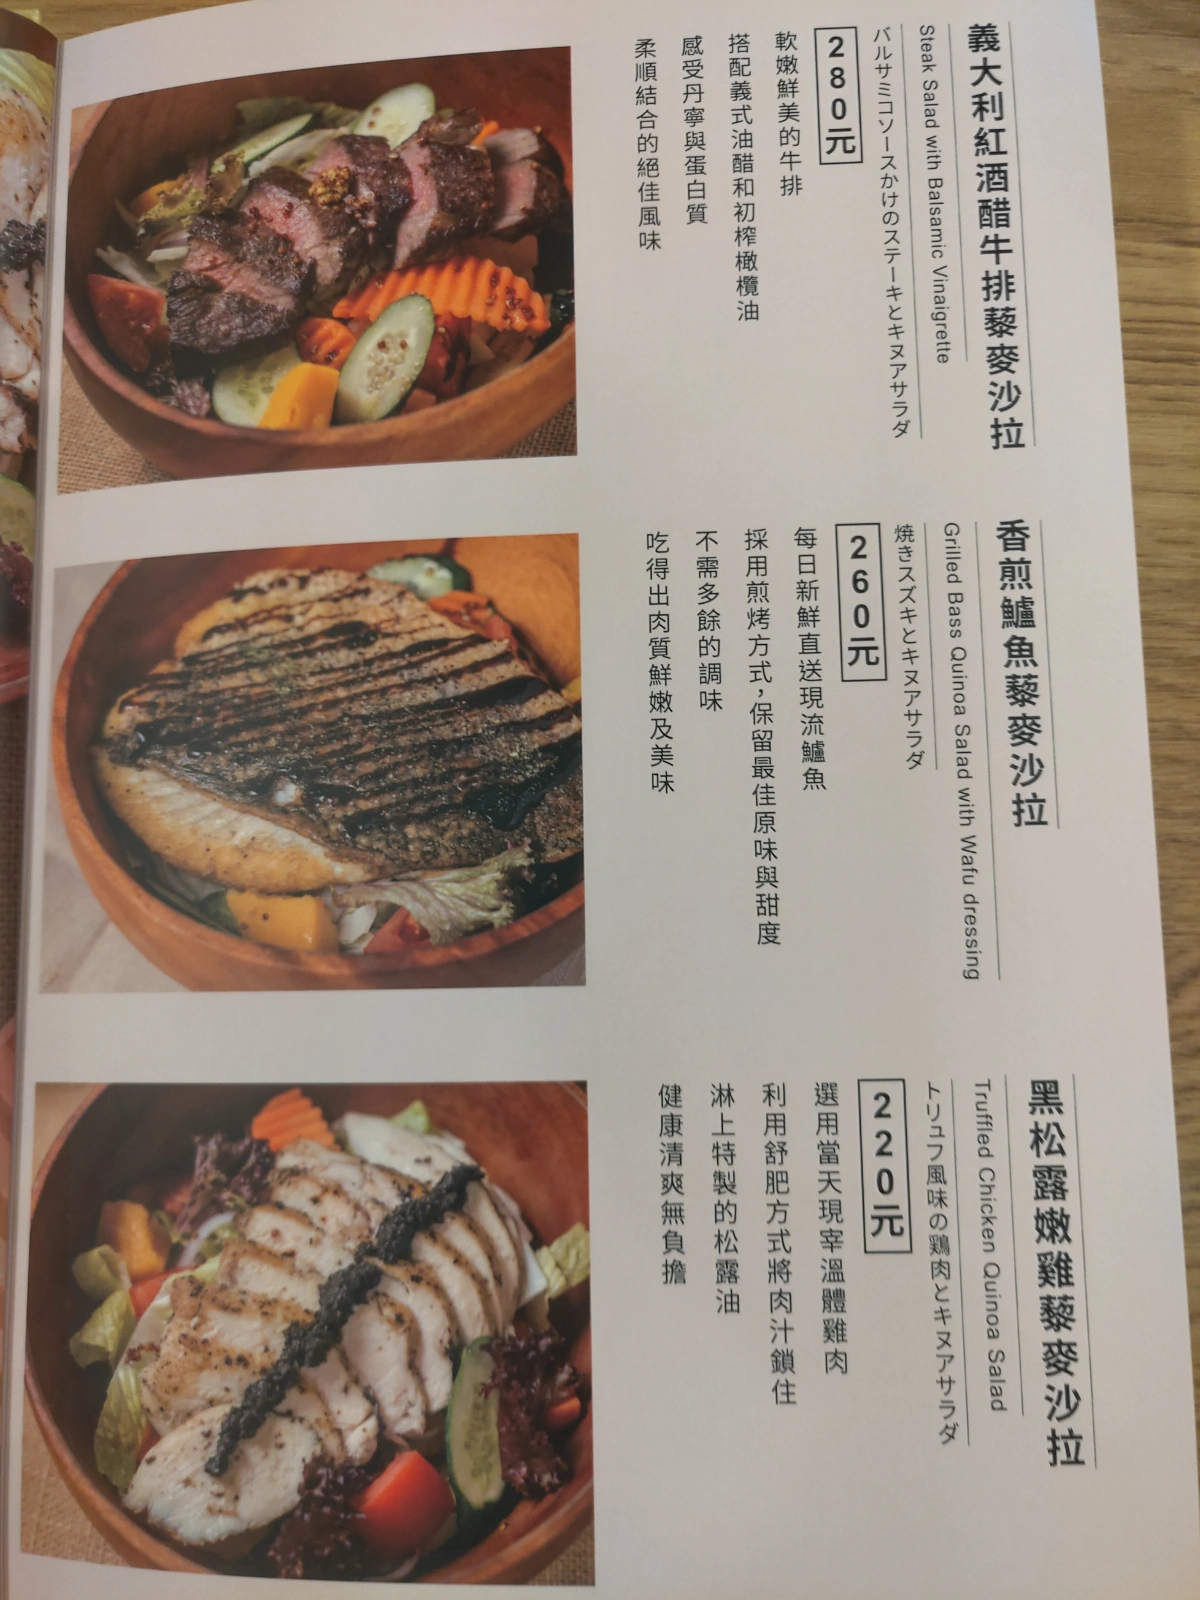 義大利紅酒醋牛排藜麥沙拉
Steak Salad with Balsamic Vinaigrette
バルサミコソースかけのステーキとキヌアサラダ
280元
軟嫩鮮美的牛排
搭配義式油醋和初榨橄欖油
感受丹寧與蛋白質
柔順結合的絕佳風味
香煎鱸魚藜麥沙拉
Grilled Bass Quinoa Salad with Wafu dressing
焼きスズキとキヌアサラダ
260元
每日新鮮直送現流鱸魚
採用煎烤方式，保留最佳原味與甜度
不需多餘的調味
吃得出肉質鮮嫩及美味
黑松露嫩雞藜麥沙拉
Truffled Chicken Quinoa Salad
トリュフ風味の鶏肉とキヌアサラダ
220元
選用當天現宰溫體雞肉
利用舒肥方式將肉汁鎖住
淋上特製的松露油
健康清爽無負擔